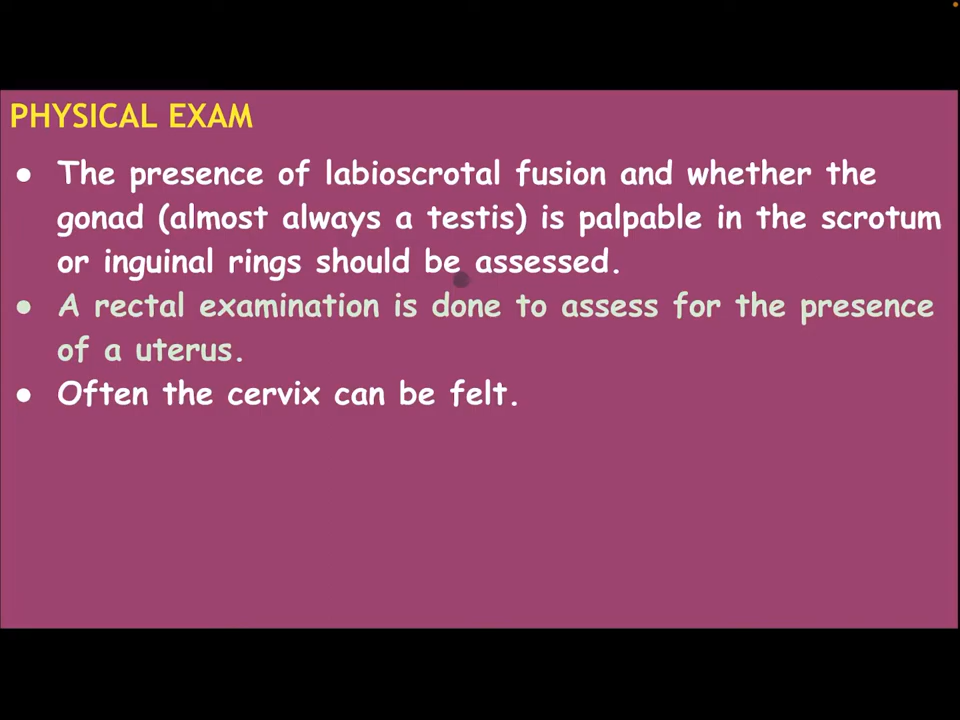 PHYSICAL EXAM
● The presence of labioscrotal fusion and whether the
gonad (almost always a testis) is palpable in the scrotum
or inguinal rings should be assessed.
● A rectal examination is done to assess for the presence
of a uterus.
● Often the cervix can be felt.